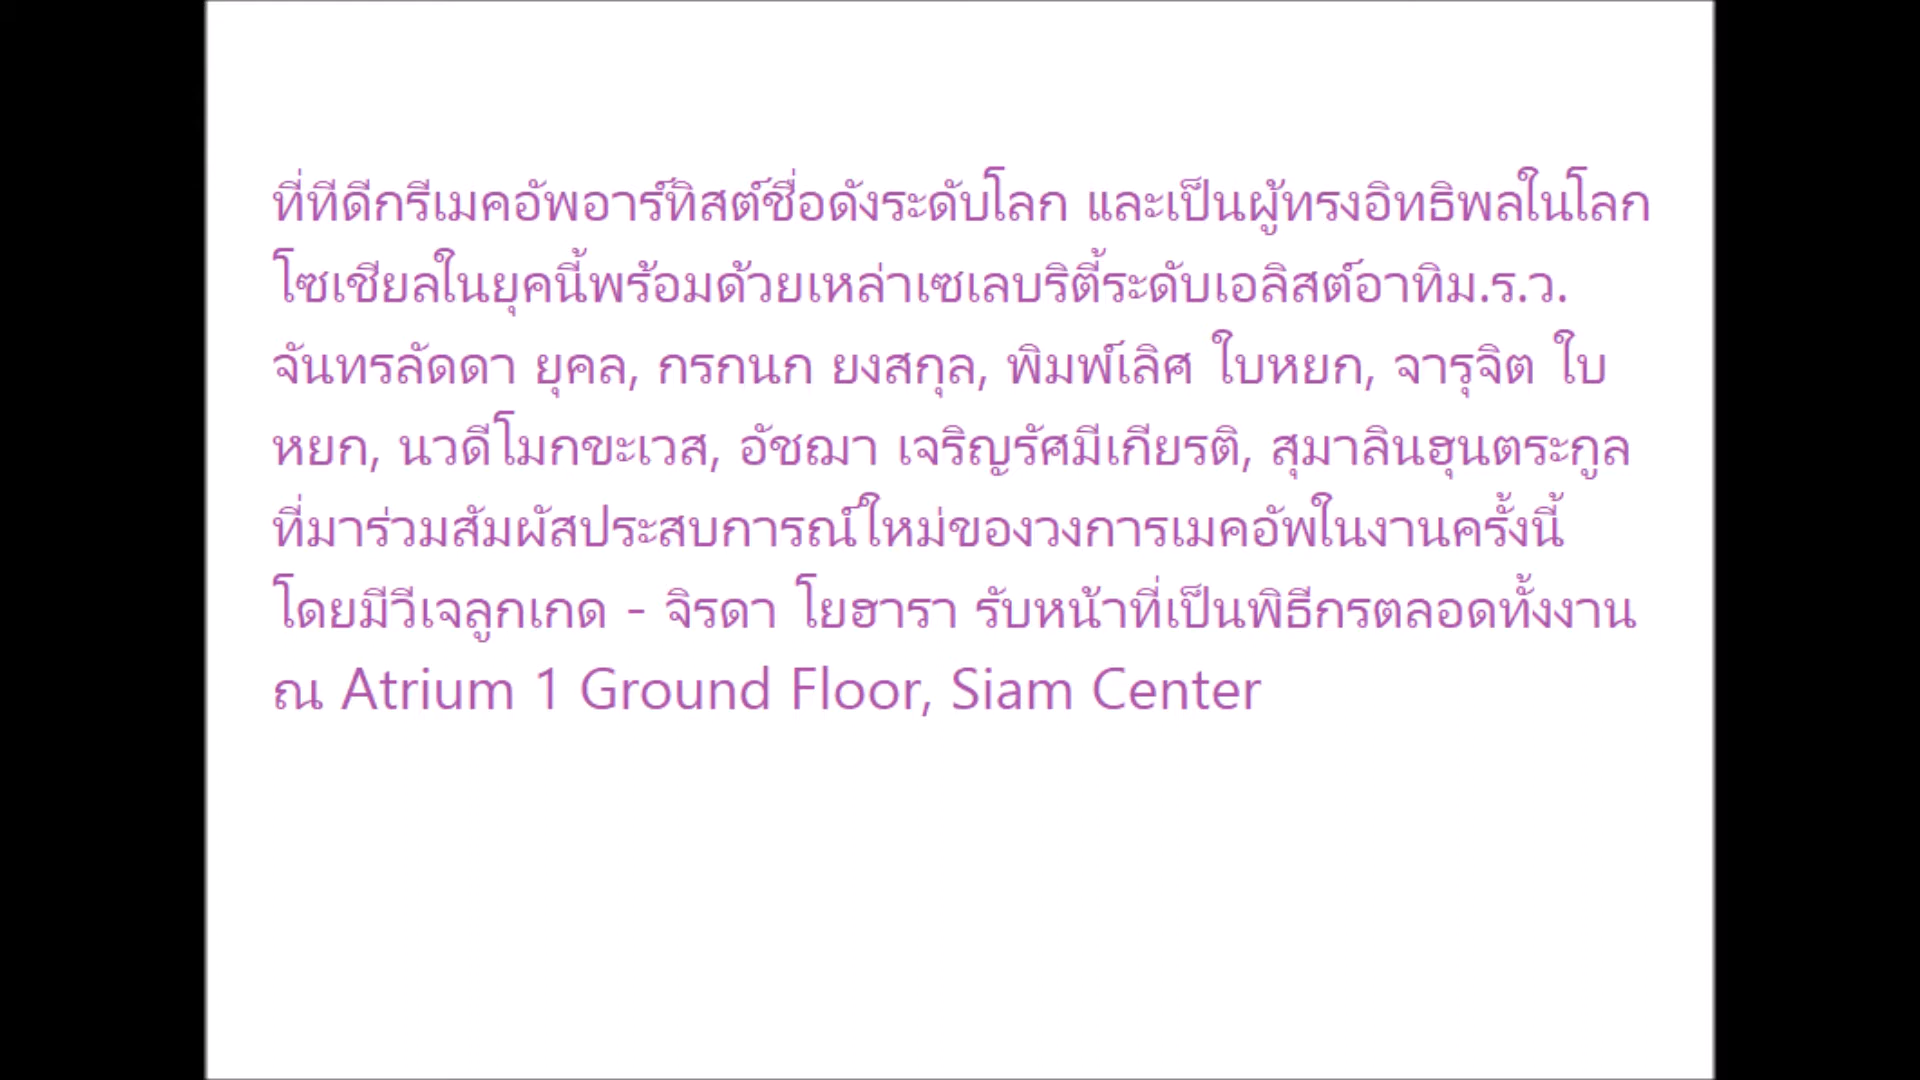 ที่ทีดีกรีเมคอัพอาร์ทิสต์ชื่อดังระดับโลก และเป็นผู้ทรงอิทธิพลในโลก
โซเชียลในยุคนี้พร้อมด้วยเหล่าเซเลบริตี้ระดับเอลิสต์อาทิม.ร.ว.
จันทรลัดดา ยุคล, กรกนก ยงสกุล, พิมพ์เลิศ ใบหยก, จารุจิต ใบ
หยก, นวดีโมกขะเวส, อัชฌา เจริญรัศมีเกียรติ, สุมาลินฮุนตระกูล
ที่มาร่วมสัมผัสประสบการณ์ใหม่ของวงการเมคอัพในงานครั้งนี้
โดยมีวีเจลูกเกด - จิรดา โยฮารา รับหน้าที่เป็นพิธีกรตลอดทั้งงาน
ณ Atrium 1 Ground Floor, Siam Center